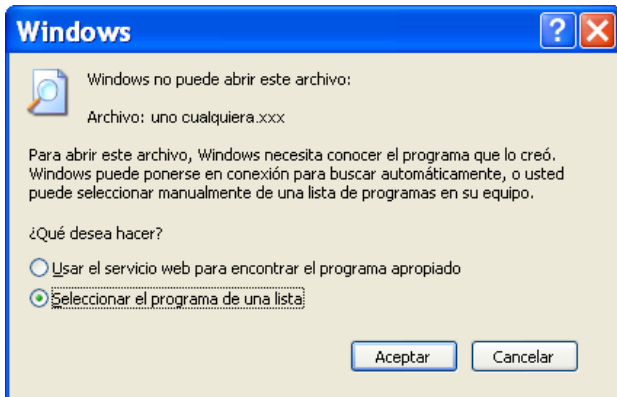 Windows
Windows no puede abrir este archivo:
Archivo: uno cualquiera.xxx
Para abrir este archivo, Windows necesita conocer el programa que lo creó.
Windows puede ponerse en conexión para buscar automáticamente, o usted
puede seleccionar manualmente de una lista de programas en su equipo.
¿Qué desea hacer?
Usar el servicio web para encontrar el programa apropiado
Seleccionar el programa de una lista
Aceptar Cancelar